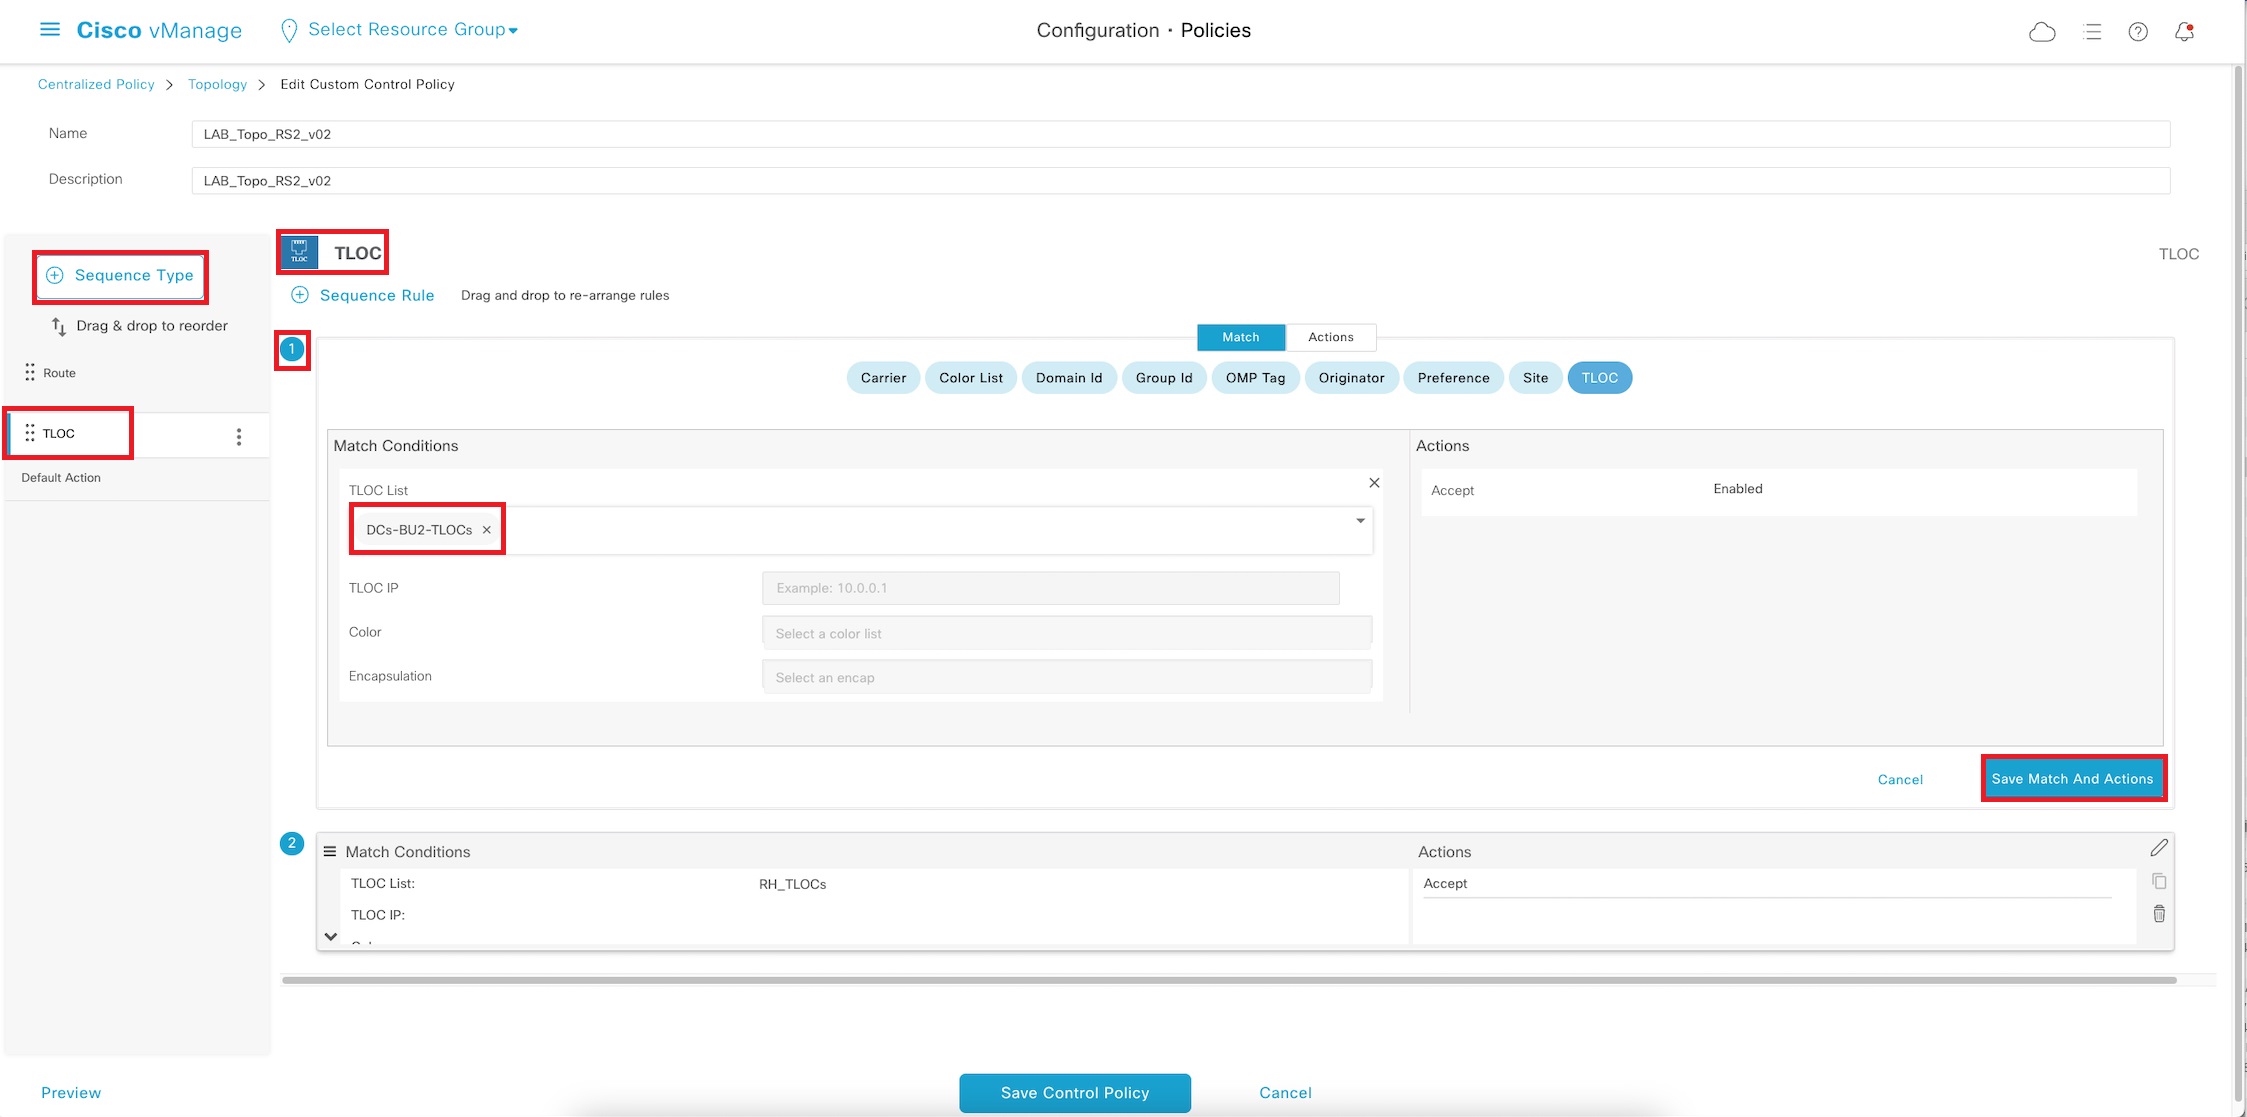 Cisco vManage
Select Resource Group
Configuration · Policies
Centralized Policy > Topology > Edit Custom Control Policy
Name
LAB_Topo_RS2_v02
Description
LAB_Topo_RS2_v02
Sequence Type
Drag & drop to reorder
Route
TLOC
Default Action
TLOC
TLOC
TLOC
Sequence Rule
Drag and drop to re-arrange rules
1
Match
Actions
Carrier
Color List
Domain Id
Group Id
OMP Tag
Originator
Preference
Site
TLOC
Match Conditions
Actions
TLOC List
DCs-BU2-TLOCs
TLOC IP
Example: 10.0.0.1
Color
Select a color list
Encapsulation
Select an encap
Accept
Enabled
Cancel
Save Match And Actions
2
Match Conditions
Actions
TLOC List:
RH_TLOCs
Accept
TLOC IP:
Preview
Save Control Policy
Cancel